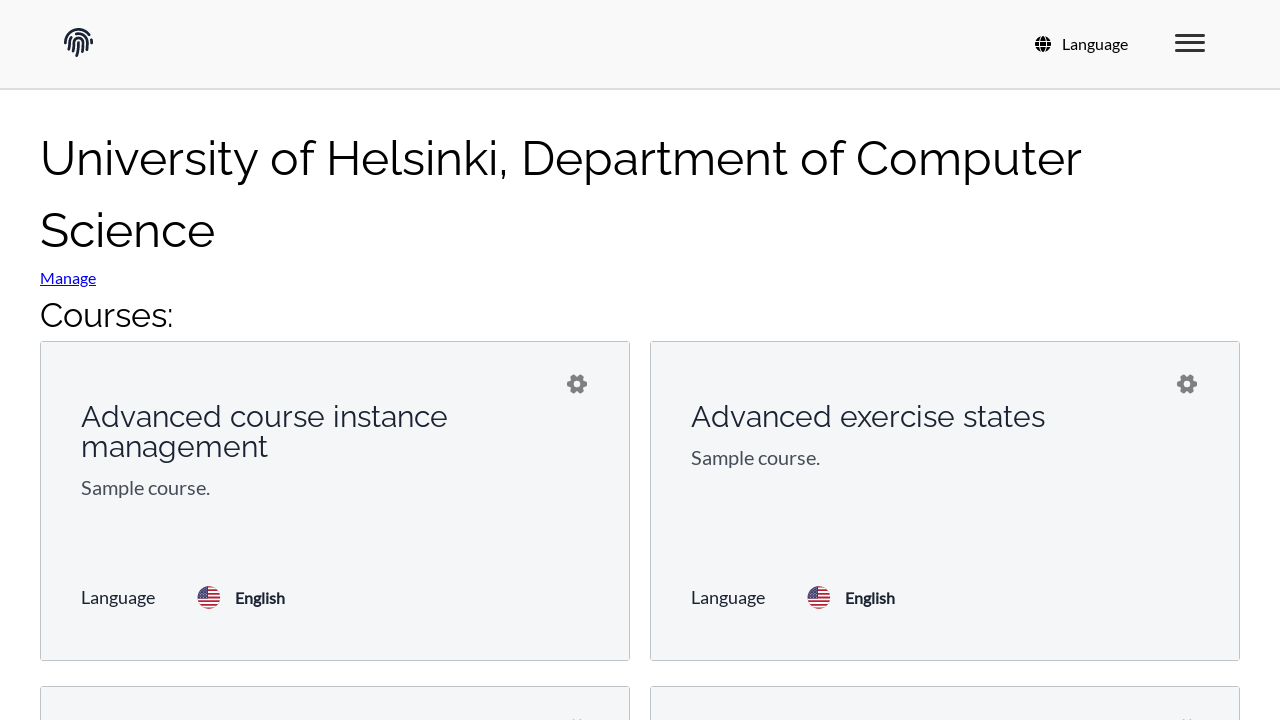 Language
University of Helsinki, Department of Computer
Science
Manage
Courses:
Advanced course instance
management
Sample course.
Language
English
Advanced exercise states
Sample course.
Language
English